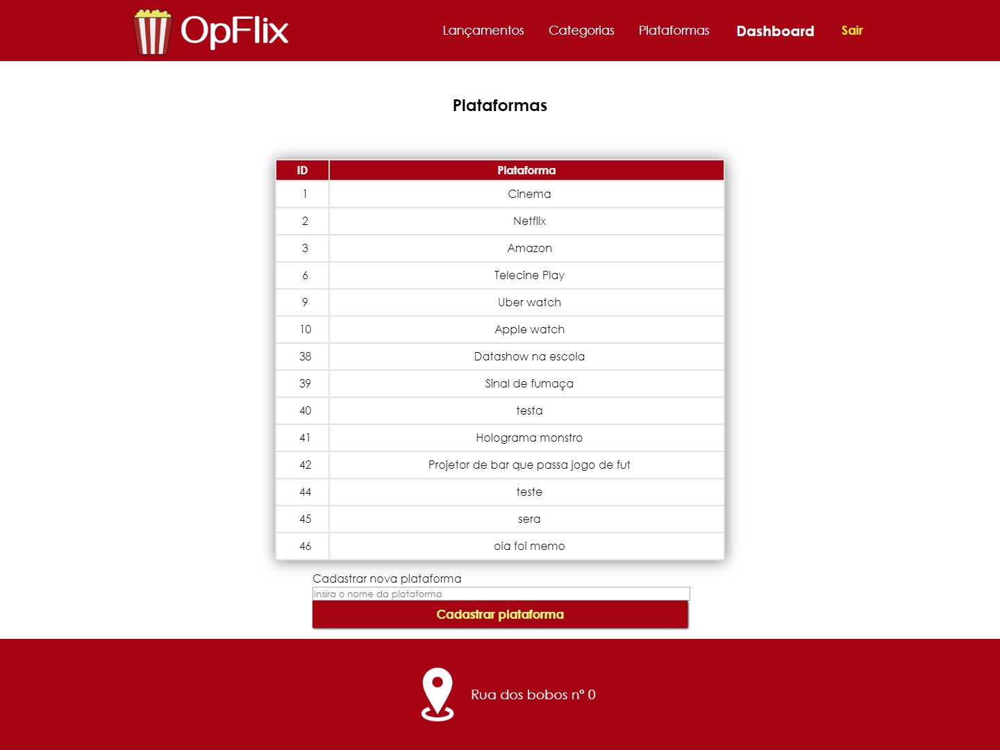 OpFlix
Lançamentos Categorias Plataformas Dashboard Sair
Plataformas
ID Plataforma
1 Cinema
2 Netflix
3 Amazon
6 Telecine Play
9 Uber watch
10 Apple watch
38 Datashow na escola
39 Sinal de fumaça
40 testa
41 Holograma monstro
42 Projetor de bar que passa jogo de fut
44 teste
45 sera
46 oia foi memo
Cadastrar nova plataforma
Insira o nome da plataforma
Cadastrar plataforma
Rua dos bobos nº 0